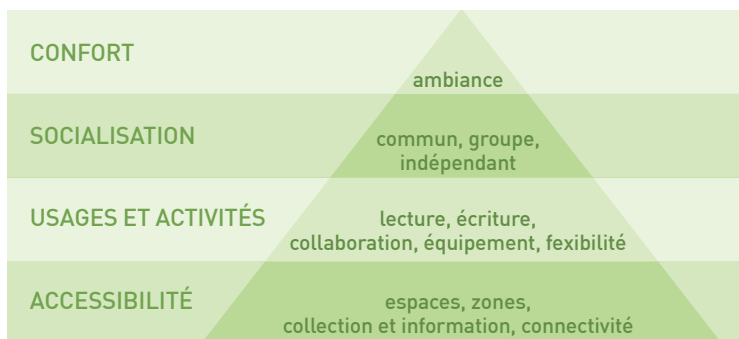 CONFORT
ambiance
SOCIALISATION
commun, groupe,
indépendant
USAGES ET ACTIVITÉS
lecture, écriture,
collaboration, équipement, fexibilité
ACCESSIBILITÉ
espaces, zones,
collection et information, connectivité